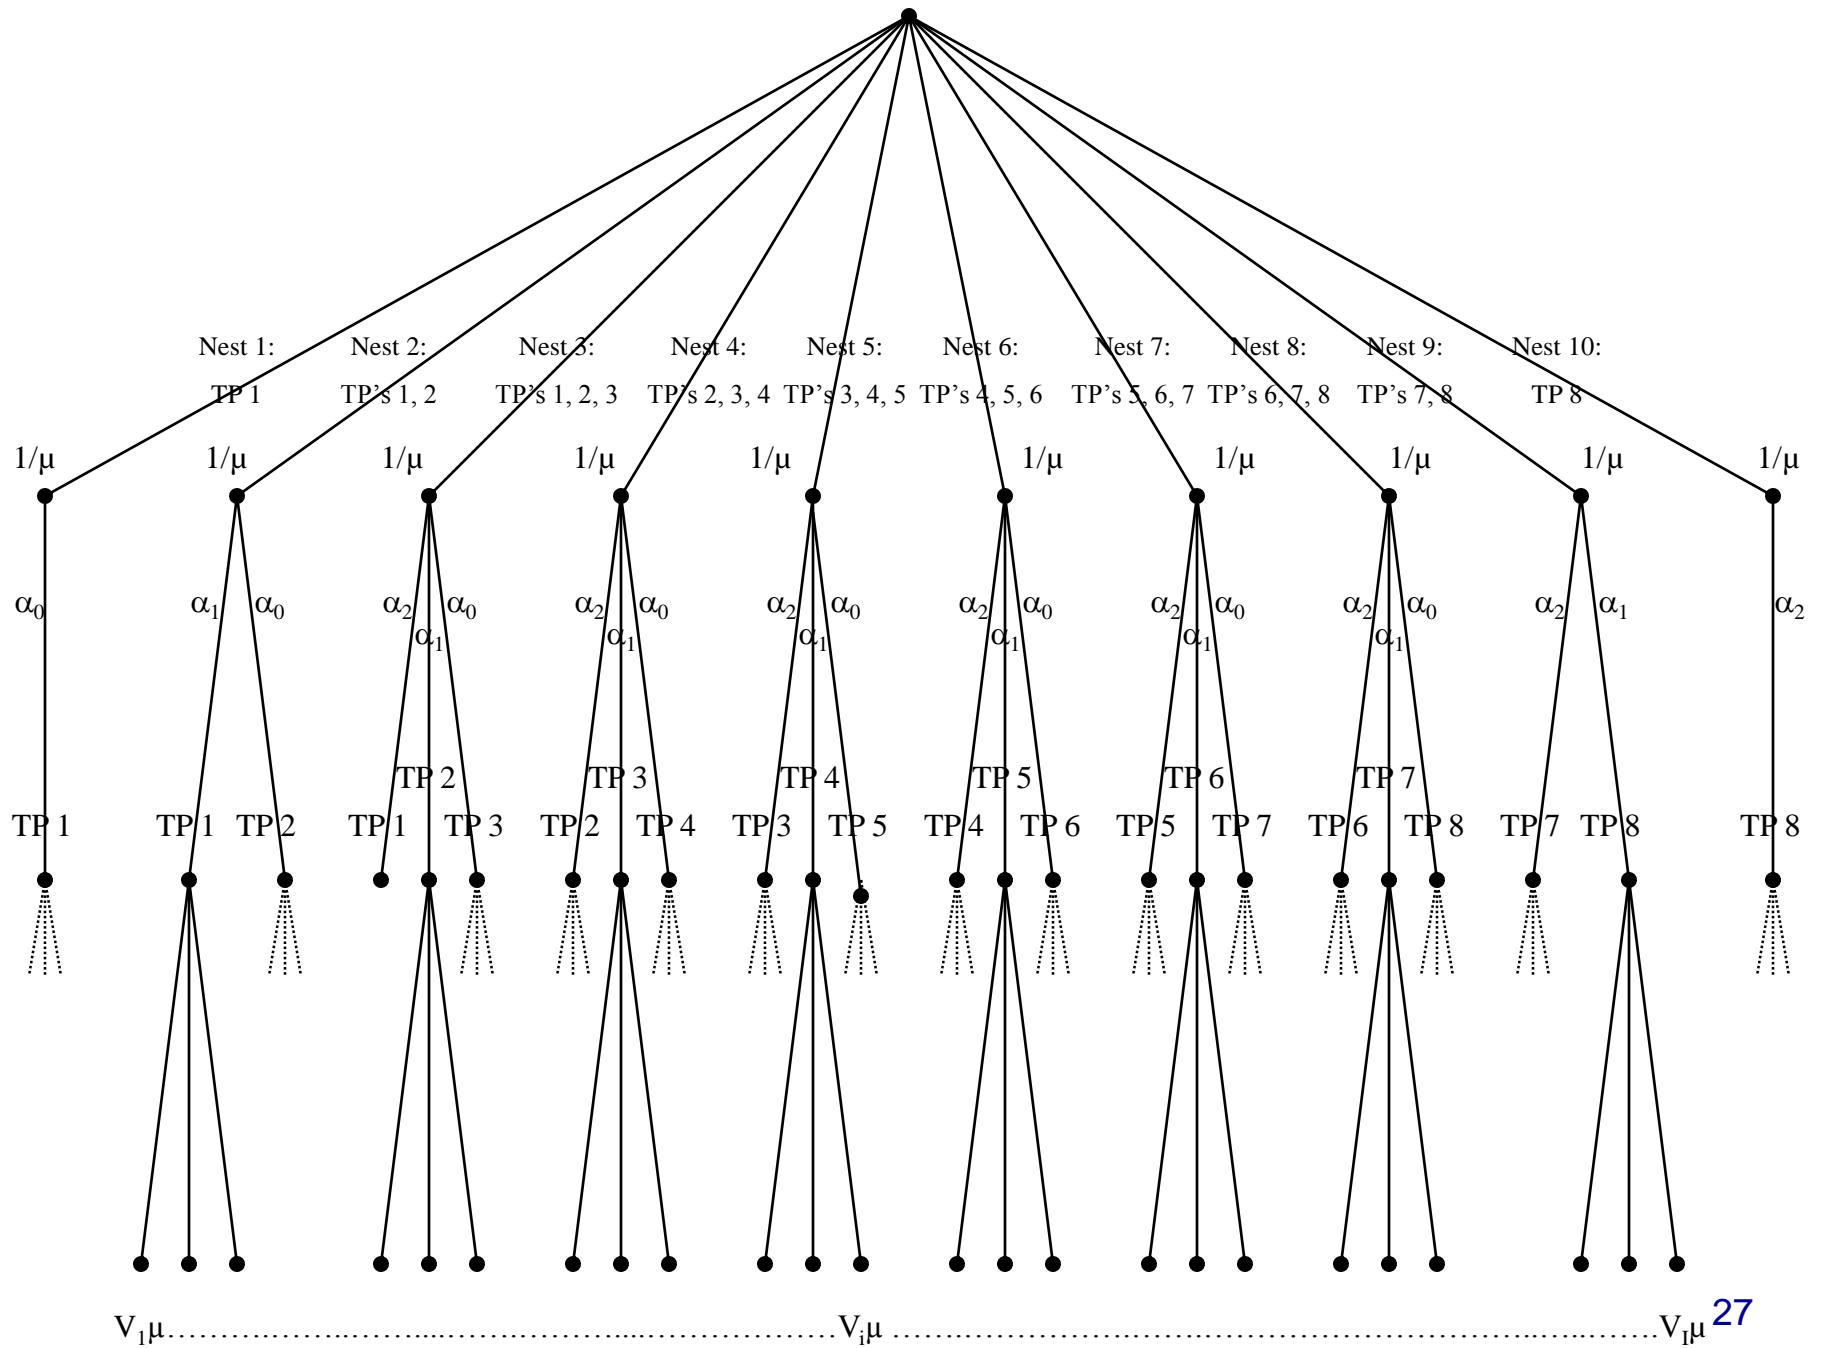 Nest 1: Nest 2: Nest 3: Nest 4: Nest 5: Nest 6: Nest 7: Nest 8: Nest 9: Nest 10:
TP 1 TP's 1, 2 TP's 1, 2, 3 TP's 2, 3, 4 TP's 3, 4, 5 TP's 4, 5, 6 TP's 5, 6, 7 TP's 6, 7, 8 TP's 7, 8 TP 8
1/μ 1/μ 1/μ 1/μ 1/μ 1/μ 1/μ 1/μ 1/μ 1/μ
α0 α1 α0 α2 α0 α2 α0 α2 α0 α2 α0 α2 α0 α2 α0 α2 α1 α2
α1 α1 α1 α1 α1 α1
TP 2 TP 3 TP 4 TP 5 TP 6 TP 7
TP 1 TP 1 TP 2 TP 1 TP 3 TP 2 TP 4 TP 3 TP 5 TP 4 TP 6 TP 5 TP 7 TP 6 TP 8 TP 7 TP 8 TP 8
V1μ……………………………………………………Viμ……………………………………………………VIμ 27